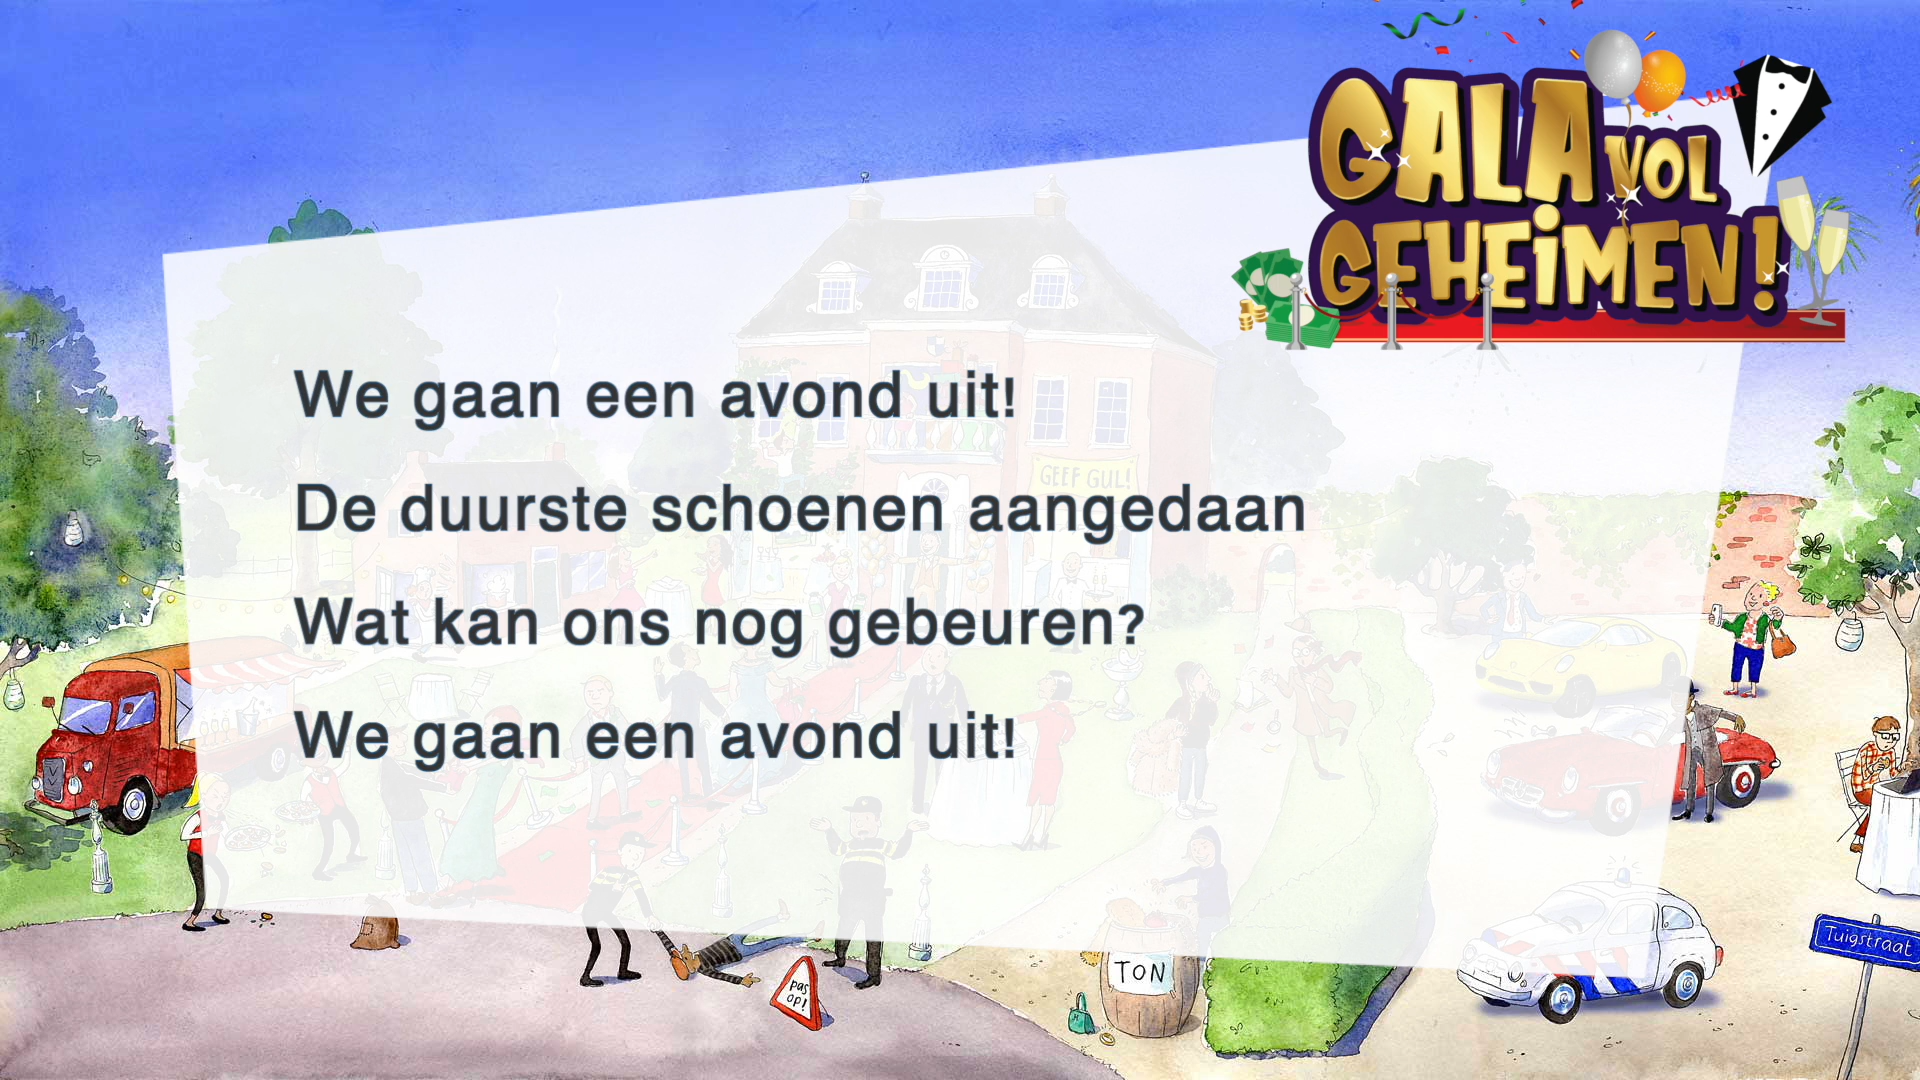 GALA VOL
GEHEIMEN!
We gaan een avond uit!
GEEF GUL!
De duurste schoenen aangedaan
Wat kan ons nog gebeuren?
We gaan een avond uit!
Tuigstraat
TON
pas
op!